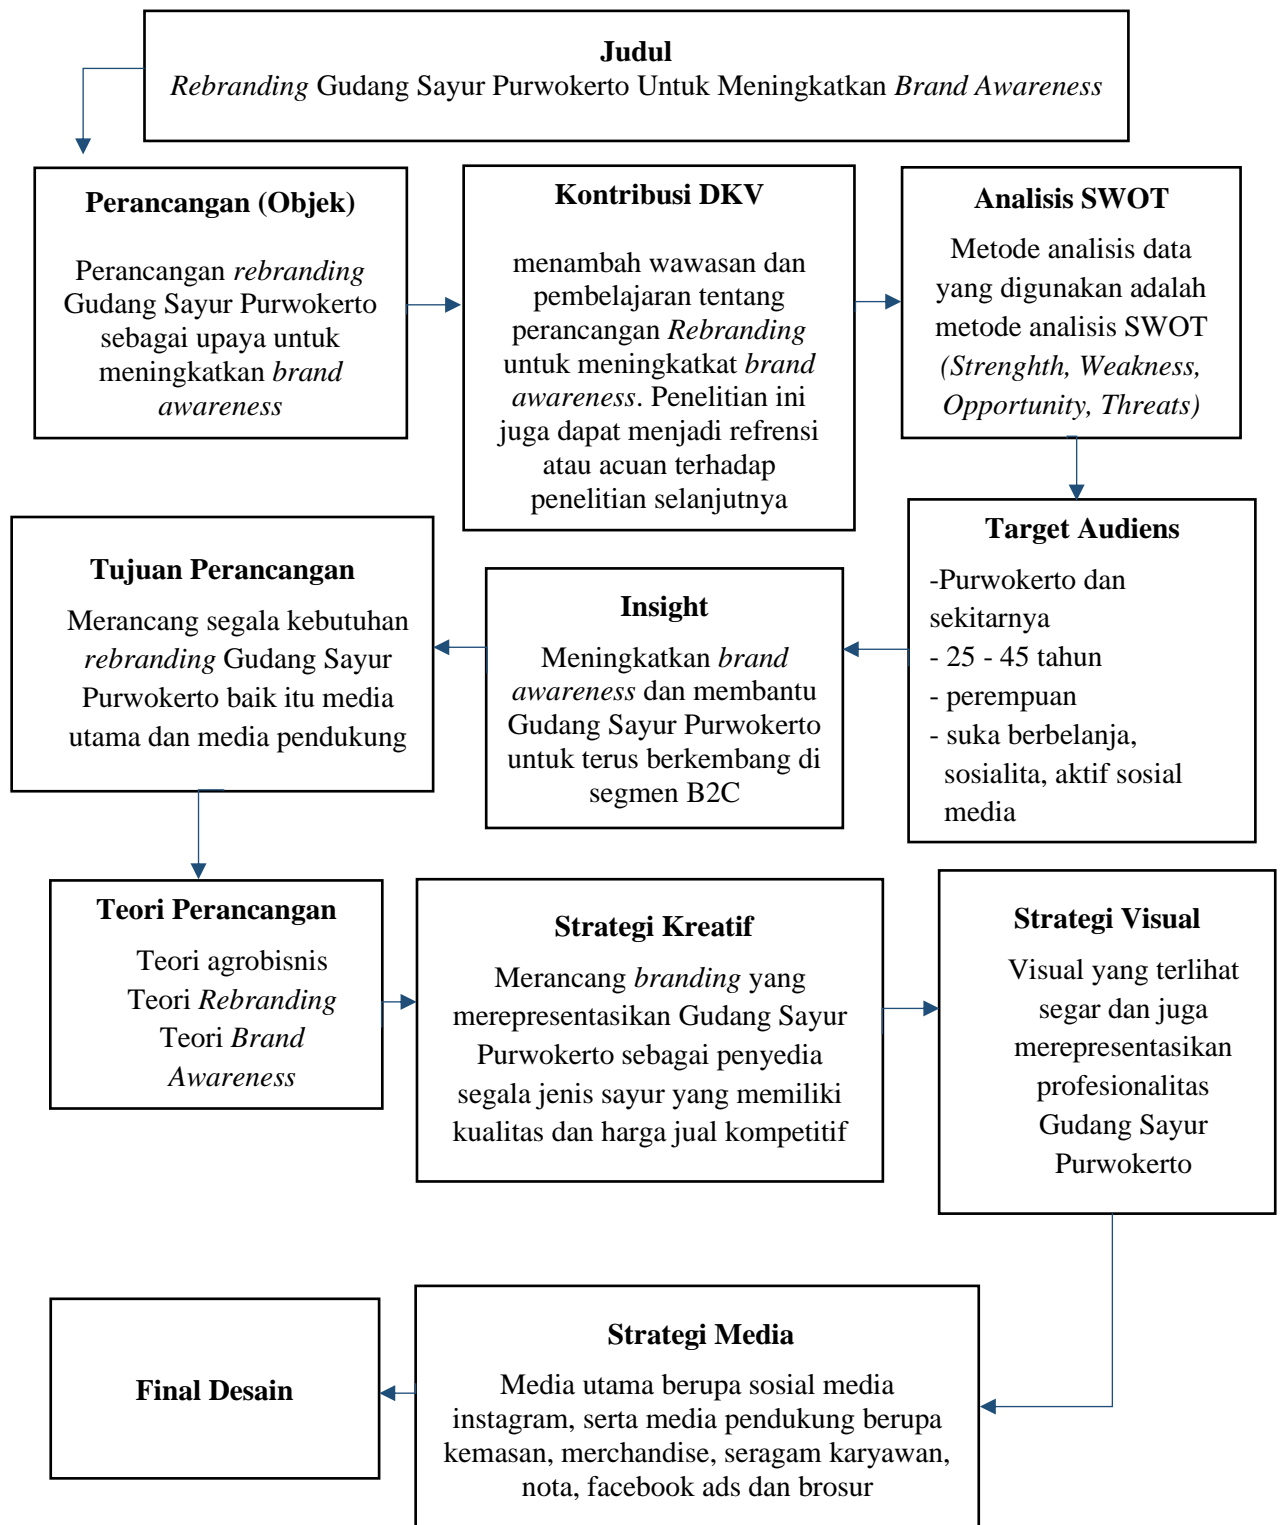 Judul
Rebranding Gudang Sayur Purwokerto Untuk Meningkatkan Brand Awareness
Perancangan (Objek)
Perancangan rebranding
Gudang Sayur Purwokerto
sebagai upaya untuk
meningkatkan brand
awareness
Kontribusi DKV
menambah wawasan dan
pembelajaran tentang
perancangan Rebranding
untuk meningkatkat brand
awareness. Penelitian ini
juga dapat menjadi refrensi
atau acuan terhadap
penelitian selanjutnya
Analisis SWOT
Metode analisis data
yang digunakan adalah
metode analisis SWOT
(Strenghth, Weakness,
Opportunity, Threats)
Target Audiens
-Purwokerto dan
sekitarnya
- 25 - 45 tahun
- perempuan
- suka berbelanja,
sosialita, aktif sosial
media
Insight
Meningkatkan brand
awareness dan membantu
Gudang Sayur Purwokerto
untuk terus berkembang di
segmen B2C
Tujuan Perancangan
Merancang segala kebutuhan
rebranding Gudang Sayur
Purwokerto baik itu media
utama dan media pendukung
Teori Perancangan
Teori agrobisnis
Teori Rebranding
Teori Brand
Awareness
Strategi Kreatif
Merancang branding yang
merepresentasikan Gudang Sayur
Purwokerto sebagai penyedia
segala jenis sayur yang memiliki
kualitas dan harga jual kompetitif
Strategi Visual
Visual yang terlihat
segar dan juga
merepresentasikan
profesionalitas
Gudang Sayur
Purwokerto
Strategi Media
Media utama berupa sosial media
instagram, serta media pendukung berupa
kemasan, merchandise, seragam karyawan,
nota, facebook ads dan brosur
Final Desain